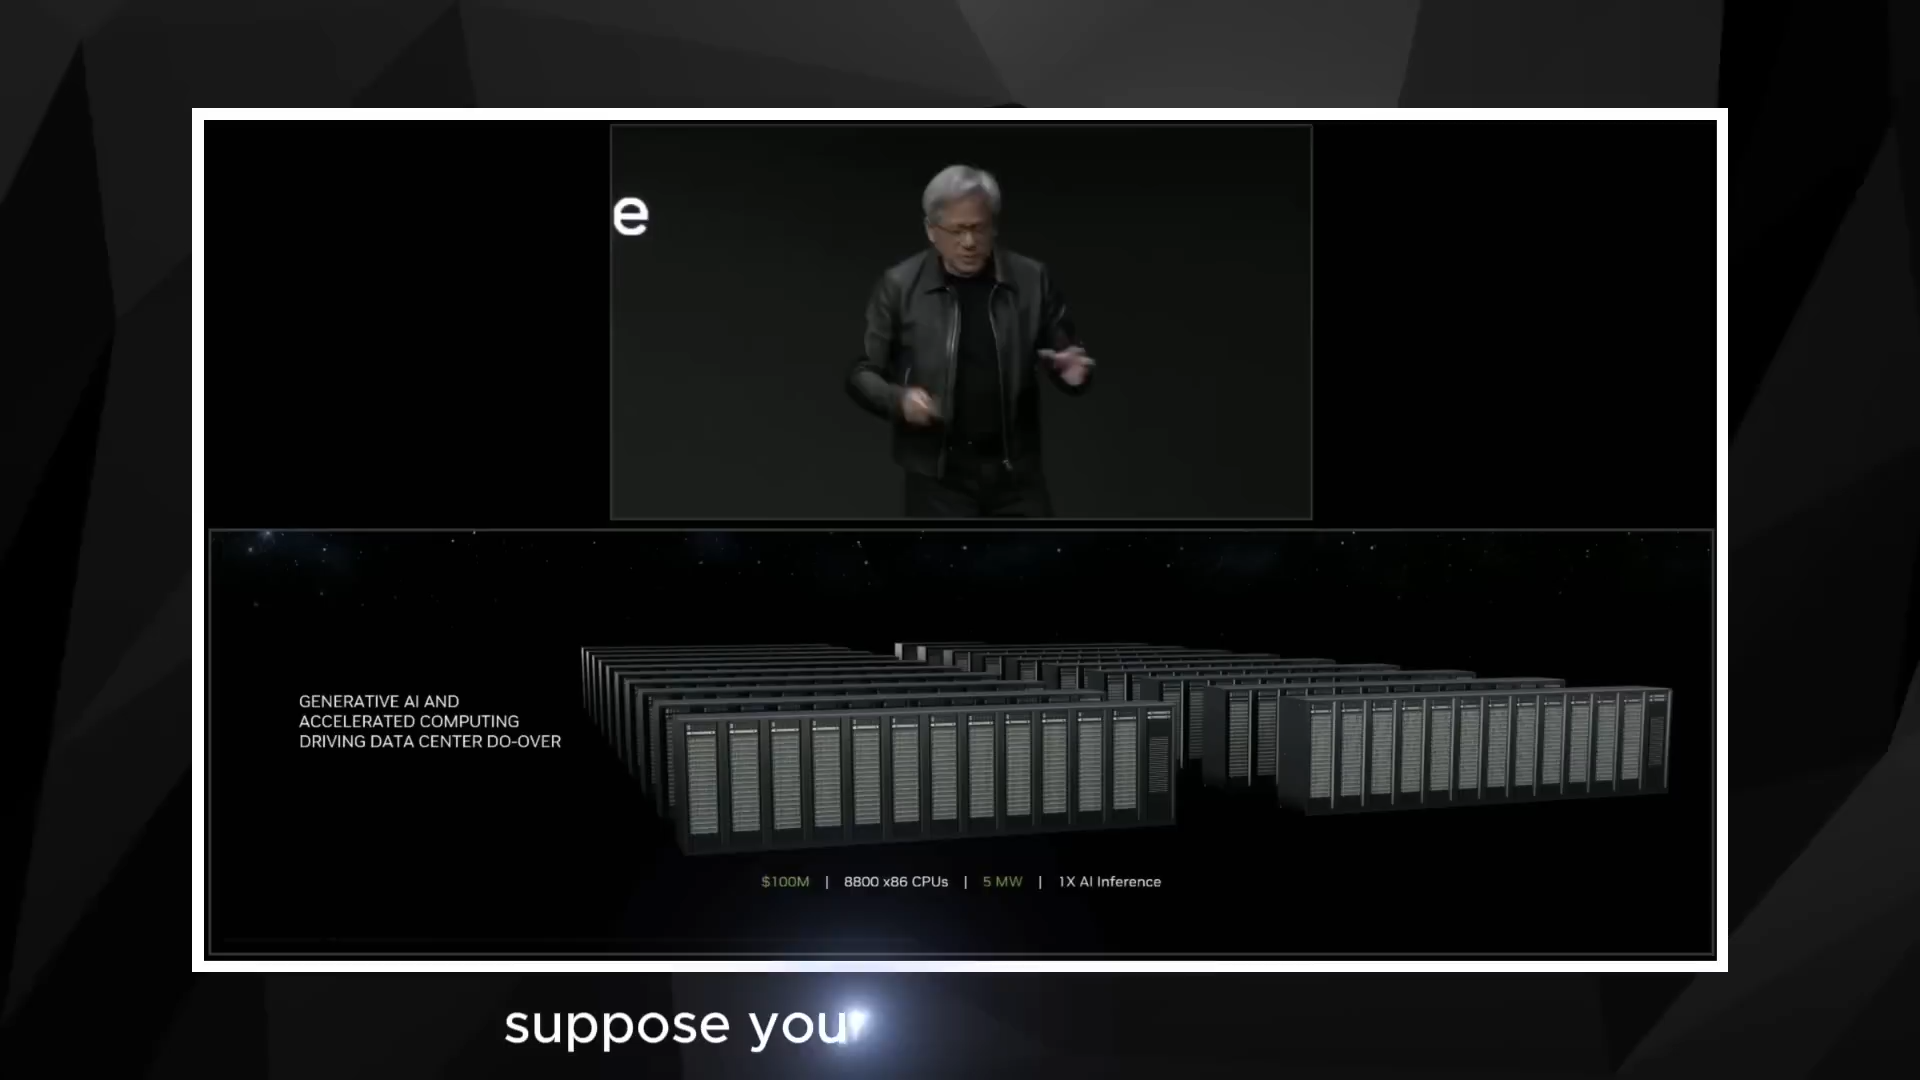 e
GENERATIVE AI AND
ACCELERATED COMPUTING
DRIVING DATA CENTER DO-OVER
$100M | 8800 x86 CPUs | 5 MW | 1X AI Inference
suppose you